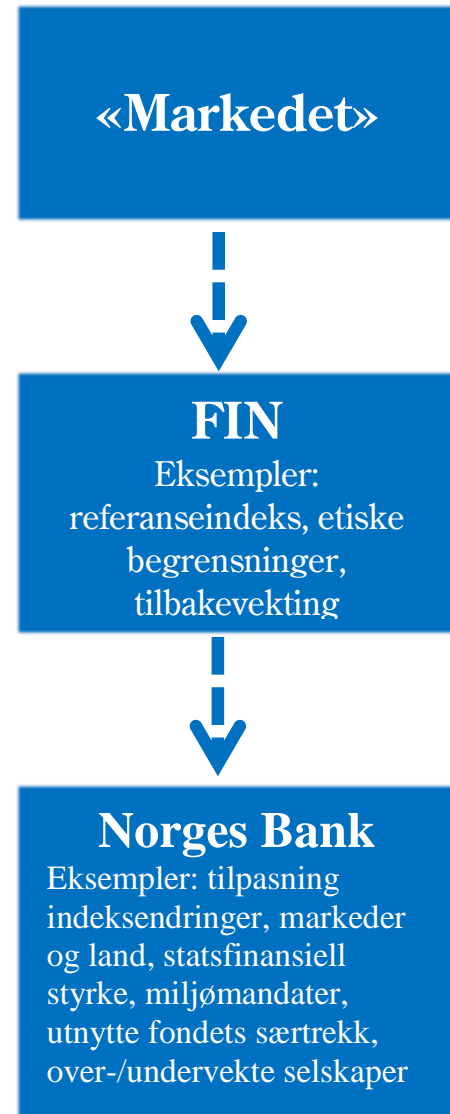 «Markedet»
FIN
Eksempler:
referanseindeks, etiske
begrensninger,
tilbakevekting
Norges Bank
Eksempler: tilpasning
indeksendringer, markeder
og land, statsfinansiell
styrke, miljømandater,
utnytte fondets særtrekk,
over-/undervekte selskaper